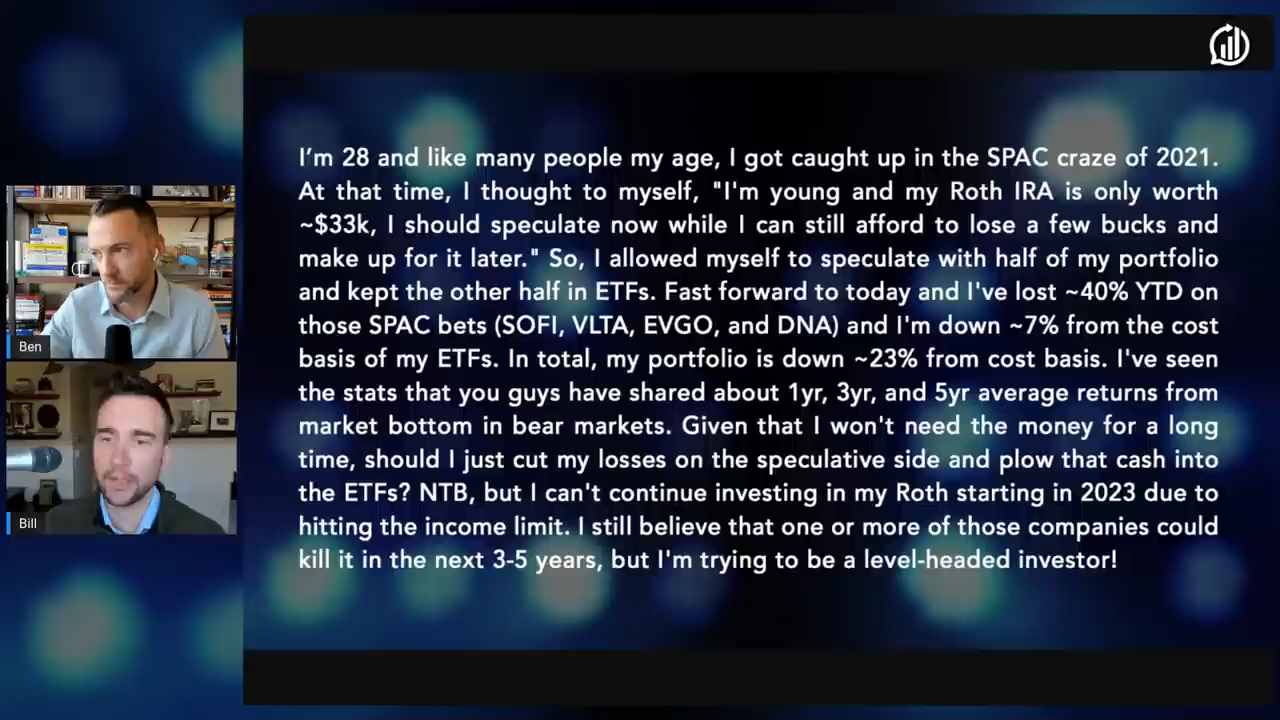 I'm 28 and like many people my age, I got caught up in the SPAC craze of 2021.
At that time, I thought to myself, "I'm young and my Roth IRA is only worth
~$33k, I should speculate now while I can still afford to lose a few bucks and
make up for it later." So, I allowed myself to speculate with half of my portfolio
and kept the other half in ETFs. Fast forward to today and I've lost ~40% YTD on
those SPAC bets (SOFI, VLTA, EVGO, and DNA) and I'm down ~7% from the cost
basis of my ETFs. In total, my portfolio is down ~23% from cost basis. I've seen
the stats that you guys have shared about 1yr, 3yr, and 5yr average returns from
market bottom in bear markets. Given that I won't need the money for a long
time, should I just cut my losses on the speculative side and plow that cash into
the ETFs? NTB, but I can't continue investing in my Roth starting in 2023 due to
hitting the income limit. I still believe that one or more of those companies could
kill it in the next 3-5 years, but I'm trying to be a level-headed investor!
Ben
Bill